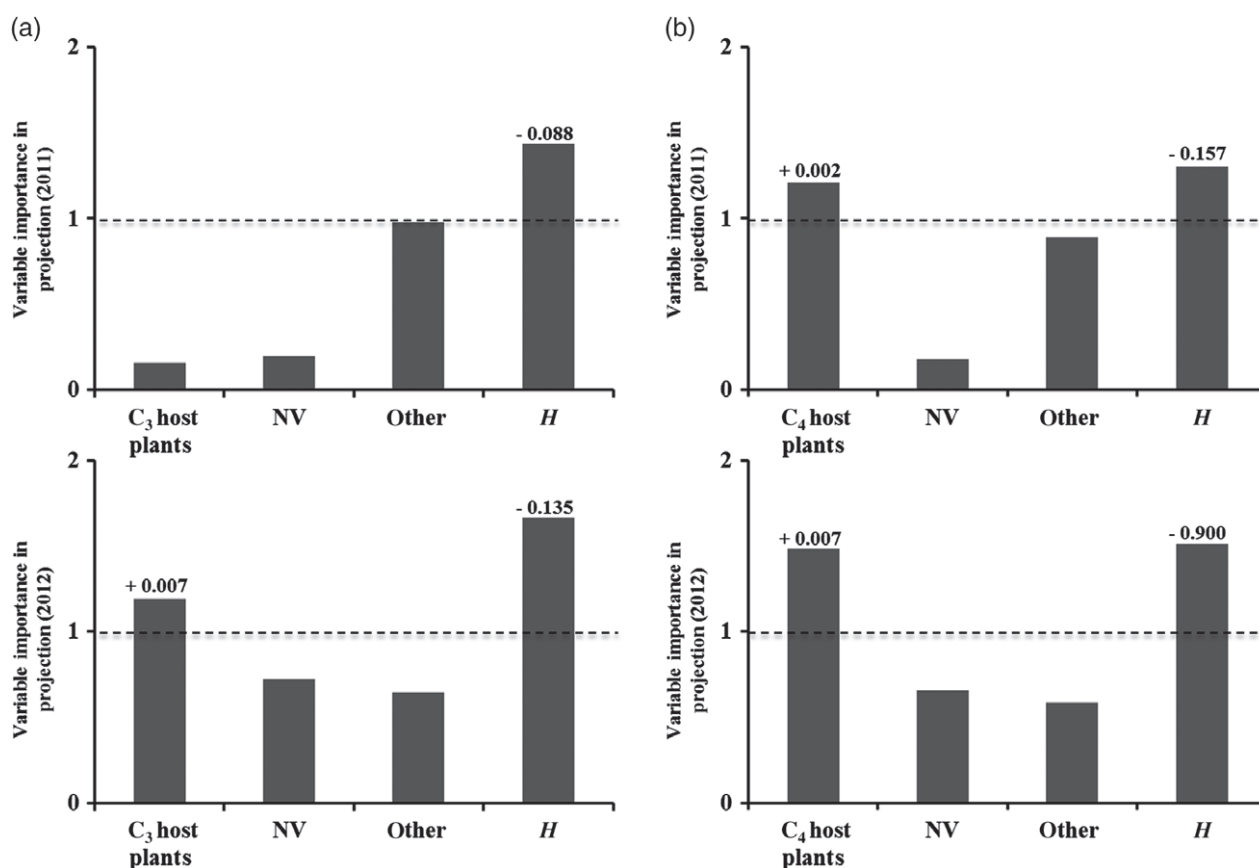 (a)
2
1
0
Variable importance in
projection (2011)
- 0.088
C3 host
plants
NV
Other
H
2
1
0
Variable importance in
projection (2012)
+ 0.007
- 0.135
C3 host
plants
NV
Other
H
(b)
2
1
0
Variable importance in
projection (2011)
+ 0.002
- 0.157
C4 host
plants
NV
Other
H
2
1
0
Variable importance in
projection (2012)
+ 0.007
- 0.900
C4 host
plants
NV
Other
H